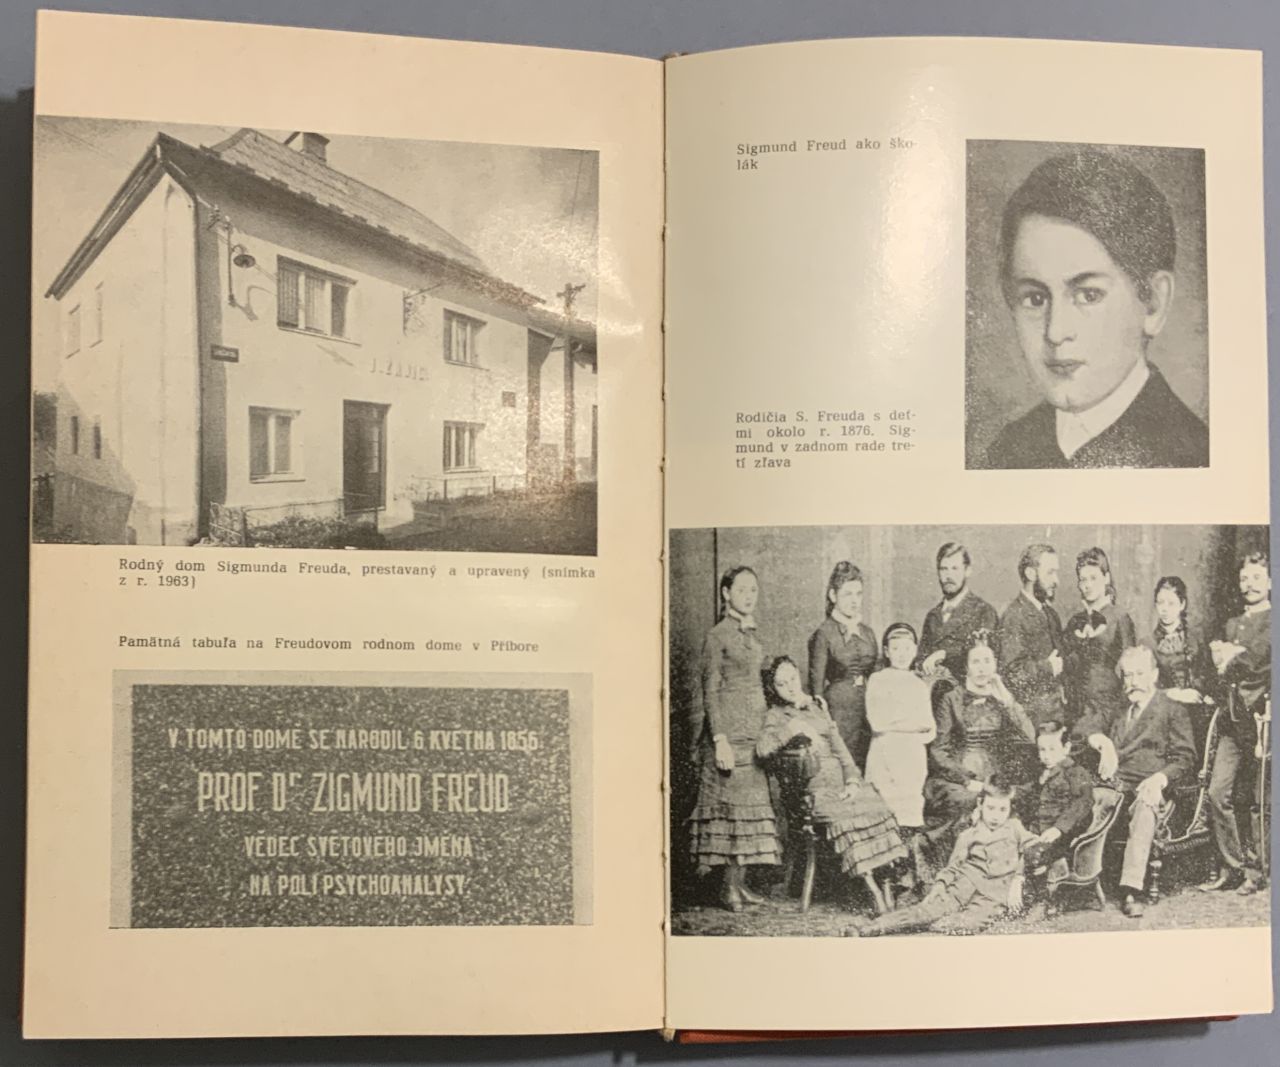 J. ZAJIC
Rodný dom Sigmunda Freuda, prestavaný a upravený (snímka
z r. 1963)
Pamätná tabuľa na Freudovom rodnom dome v Příbore
V TOMTO DOMĚ SE NARODIL 6 KVĚTNA 1856
PROF Dr ZIGMUND FREUD
VĚDEC SVĚTOVÉHO JMÉNA
NA POLI PSYCHOANALYSY
Sigmund Freud ako ško-
lák
Rodičia S. Freuda s deť-
mi okolo r. 1876. Sig-
mund v zadnom rade tre-
tí zľava